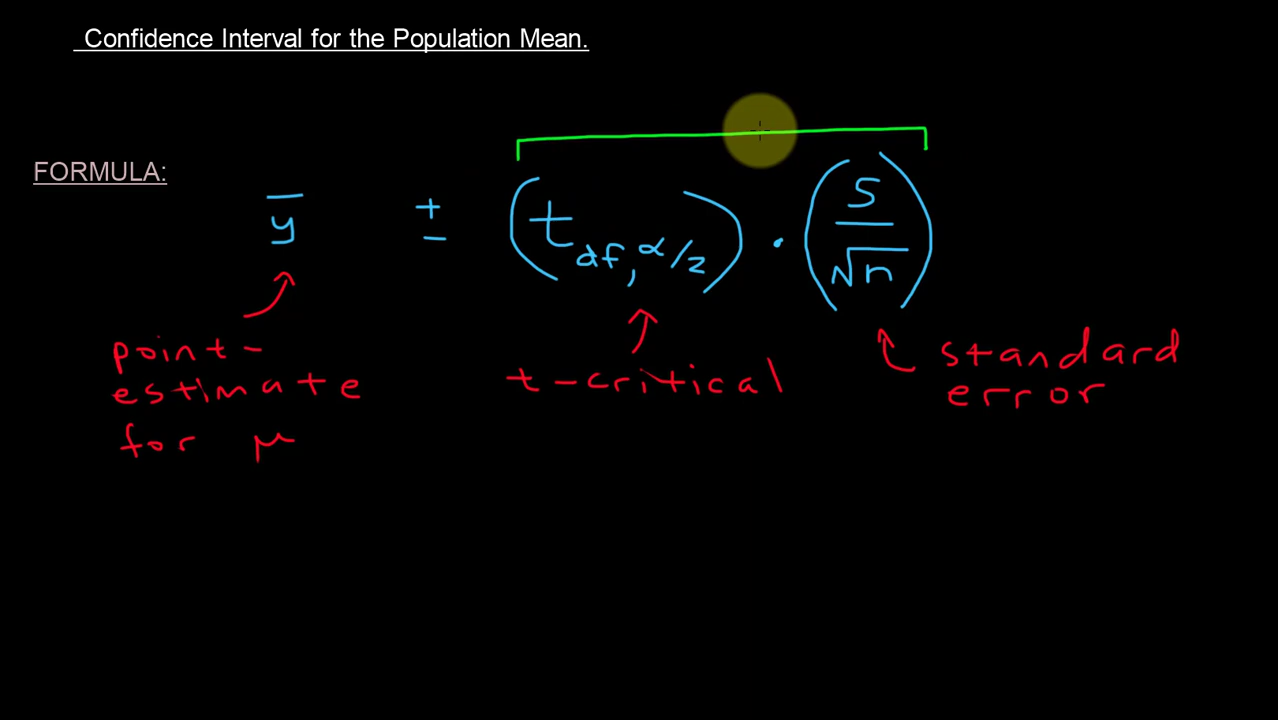 Confidence Interval for the Population Mean.
FORMULA:
y̅ ± (t_df,α/2) · (s/√n)
point-
estimate
for μ
t-critical
standard
error